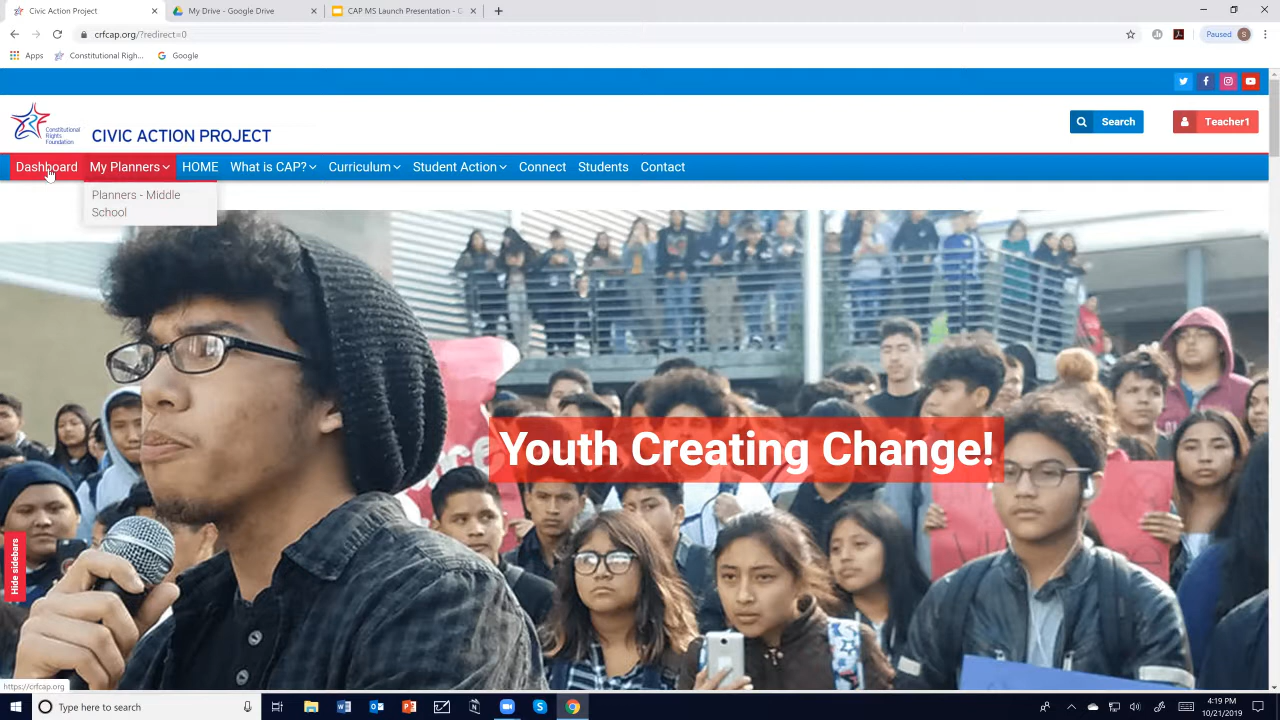 Civic Action Project
My Drive - Google Drive
CAP MS Launch Presentation - G
crfcap.org/?redirect=0
Paused
S
Apps
Constitutional Righ...
Google
Constitutional
Rights
Foundation
CIVIC ACTION PROJECT
Search
Teacher1
Dashboard
My Planners
HOME
What is CAP?
Curriculum
Student Action
Connect
Students
Contact
Planners - Middle
School
Youth Creating Change!
Hide sidebars
https://crfcap.org
Type here to search
4:19 PM
10/21/2019